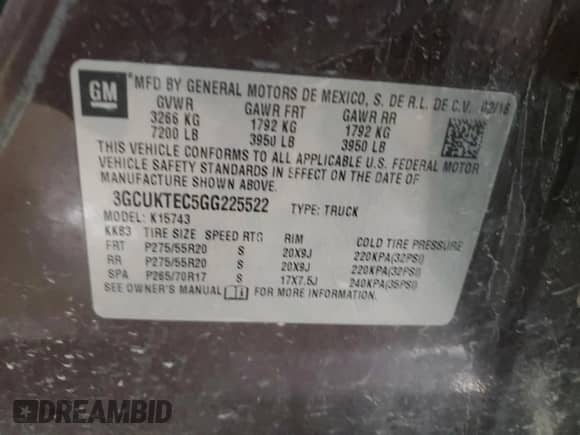 GM
*MFD BY GENERAL MOTORS DE MEXICO, S. DE R.L. DE C.V. 02/16
GVWR GAWR FRT GAWR RR
3266 KG 1792 KG 1792 KG
7200 LB 3950 LB 3950 LB
THIS VEHICLE CONFORMS TO ALL APPLICABLE U.S. FEDERAL MOTOR
VEHICLE SAFETY STANDARDS IN EFFECT ON THE DATE OF
MANUFACTURE SHOWN ABOVE.
3GCUKTEC5GG225522 TYPE: TRUCK
MODEL: K15743
KKB3 TIRE SIZE SPEED RTG RIM COLD TIRE PRESSURE
FRT P275/55R20 S 20X9J 220KPA(32PSI)
RR P275/55R20 S 20X9J 220KPA(32PSI)
SPA P265/70R17 S 17X7.5J 240KPA(35PSI)
SEE OWNER'S MANUAL FOR MORE INFORMATION.
DREAMBID